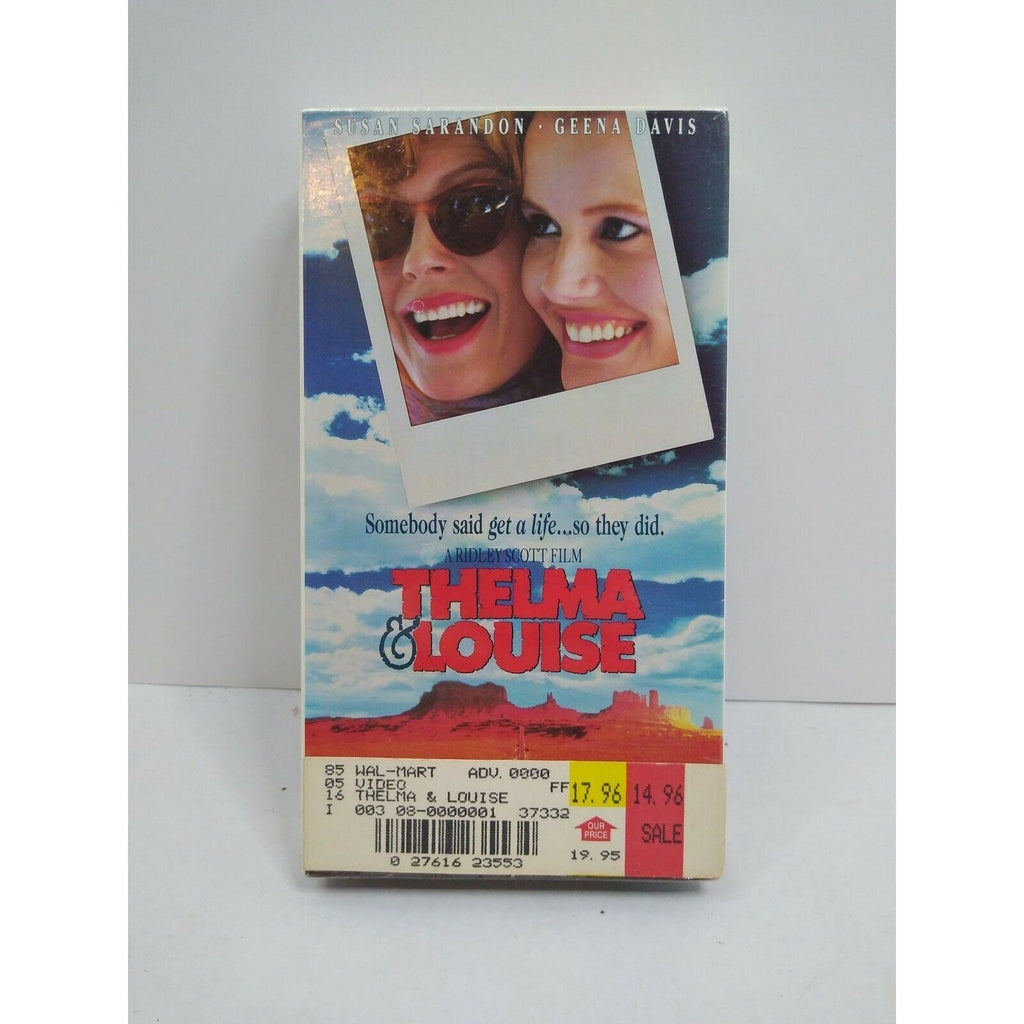 SUSAN SARANDON · GEENA DAVIS
Somebody said get a life...so they did.
A RIDLEY SCOTT FILM
THELMA
& LOUISE
85 WAL-MART ADV. 0000
05 VIDEO
16 THELMA & LOUISE
I 003 08-0000001 37332
0 27616 23553
FF 17.96
OUR
PRICE
19.95
14.96
SALE